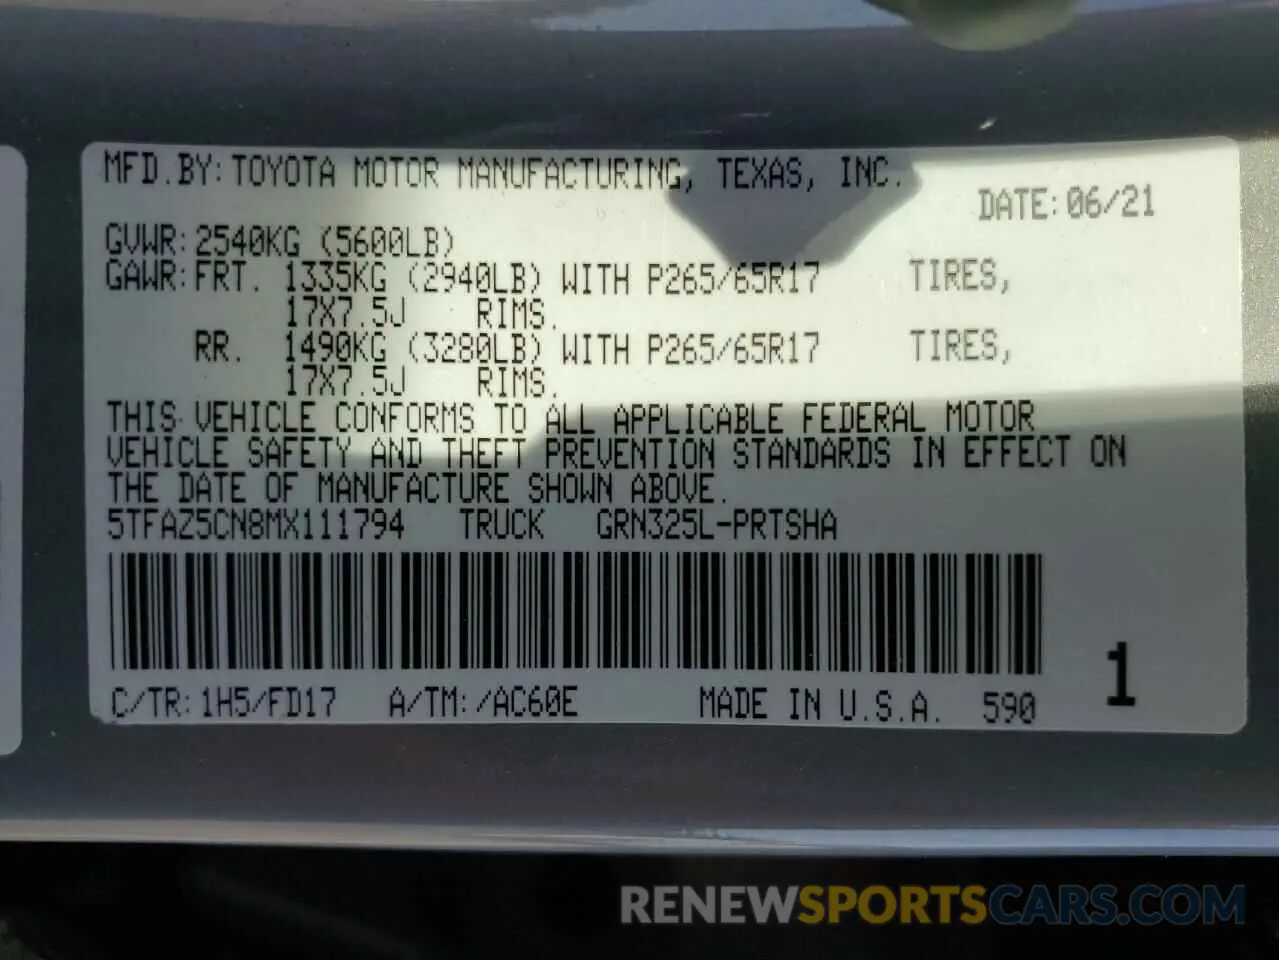 MFD.BY: TOYOTA MOTOR MANUFACTURING, TEXAS, INC.
DATE: 06/21
GVWR: 2540KG (5600LB)
GAWR: FRT. 1335KG (2940LB) WITH P265/65R17 TIRES,
17X7.5J RIMS.
RR. 1490KG (3280LB) WITH P265/65R17 TIRES,
17X7.5J RIMS.
THIS VEHICLE CONFORMS TO ALL APPLICABLE FEDERAL MOTOR
VEHICLE SAFETY AND THEFT PREVENTION STANDARDS IN EFFECT ON
THE DATE OF MANUFACTURE SHOWN ABOVE.
5TFAZ5CN8MX111794 TRUCK GRN325L-PRTSHA
1
C/TR: 1H5/FD17 A/TM: /AC60E MADE IN U.S.A. 590
RENEWSPORTSCARS.COM